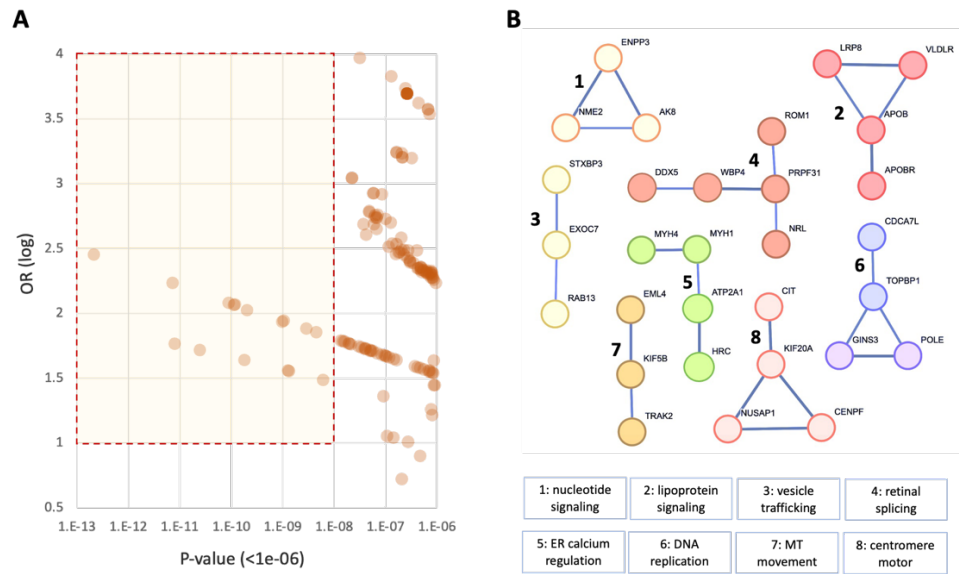 A
B
OR (log)
4
3.5
3
2.5
2
1.5
1
0.5
1.E-13
1.E-12
1.E-11
1.E-10
1.E-09
1.E-08
1.E-07
1.E-06
P-value (<1e-06)
ENPP3
1
NME2
AK8
LRP8
VLDLR
2
APOB
APOBR
ROM1
4
DDX5
WBP4
PRPF31
NRL
STXBP3
3
EXOC7
RAB13
MYH4
MYH1
5
ATP2A1
HRC
CDCA7L
6
TOPBP1
GINS3
POLE
EML4
7
KIF5B
TRAK2
CIT
8
KIF20A
NUSAP1
CENPF
1: nucleotide
signaling
2: lipoprotein
signaling
3: vesicle
trafficking
4: retinal
splicing
5: ER calcium
regulation
6: DNA
replication
7: MT
movement
8: centromere
motor